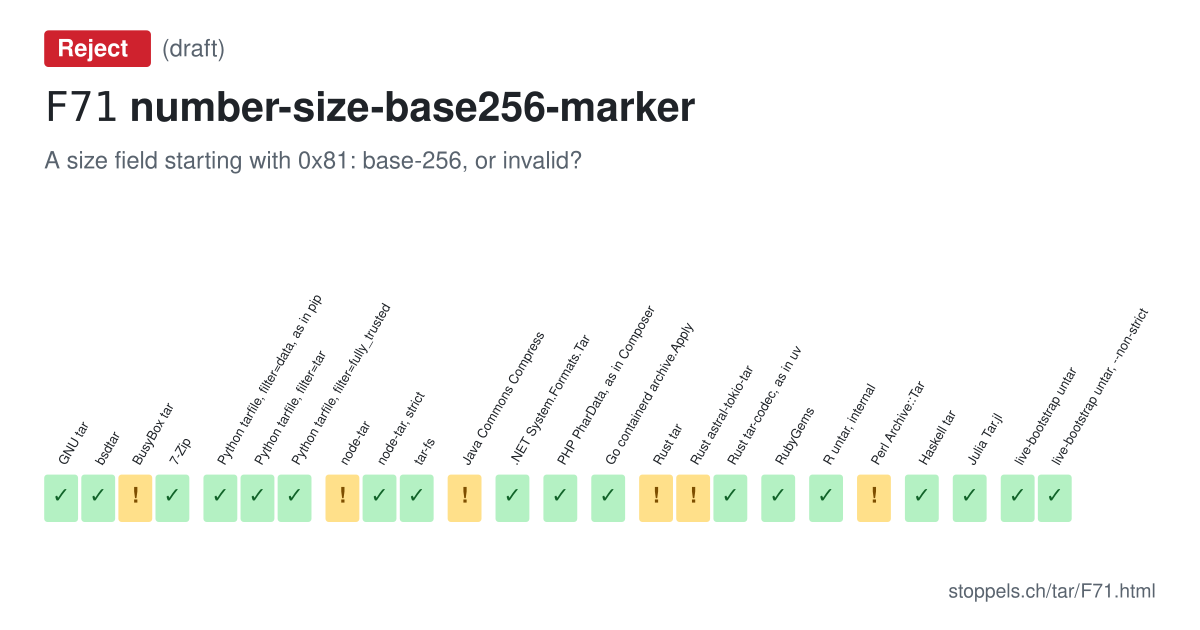 Reject (draft)
F71 number-size-base256-marker
A size field starting with 0x81: base-256, or invalid?
GNU tar
bsdtar
BusyBox tar
7-Zip
Python tarfile, filter=data, as in pip
Python tarfile, filter=tar
Python tarfile, filter=fully_trusted
node-tar
node-tar, strict
tar-fs
Java Commons Compress
.NET System.Formats.Tar
PHP PharData, as in Composer
Go containerd archive.Apply
Rust tar
Rust astral-tokio-tar
Rust tar-codec, as in uv
RubyGems
R untar, internal
Perl Archive::Tar
Haskell tar
Julia Tar.jl
live-bootstrap untar
live-bootstrap untar, --non-strict
✓ ✓ ! ✓ ✓ ✓ ✓ ! ✓ ✓ ! ✓ ✓ ✓ ! ! ✓ ✓ ✓ ! ✓ ✓ ✓ ✓
stoppels.ch/tar/F71.html